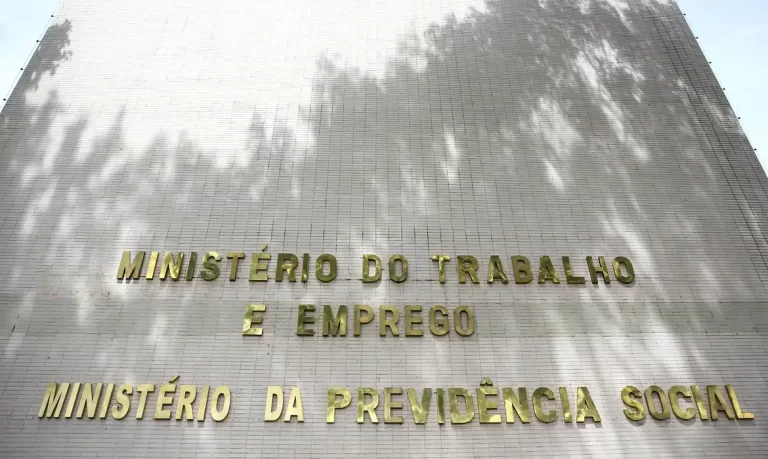 MINISTÉRIO DO TRABALHO
E EMPREGO
MINISTÉRIO DA PREVIDÊNCIA SOCIAL